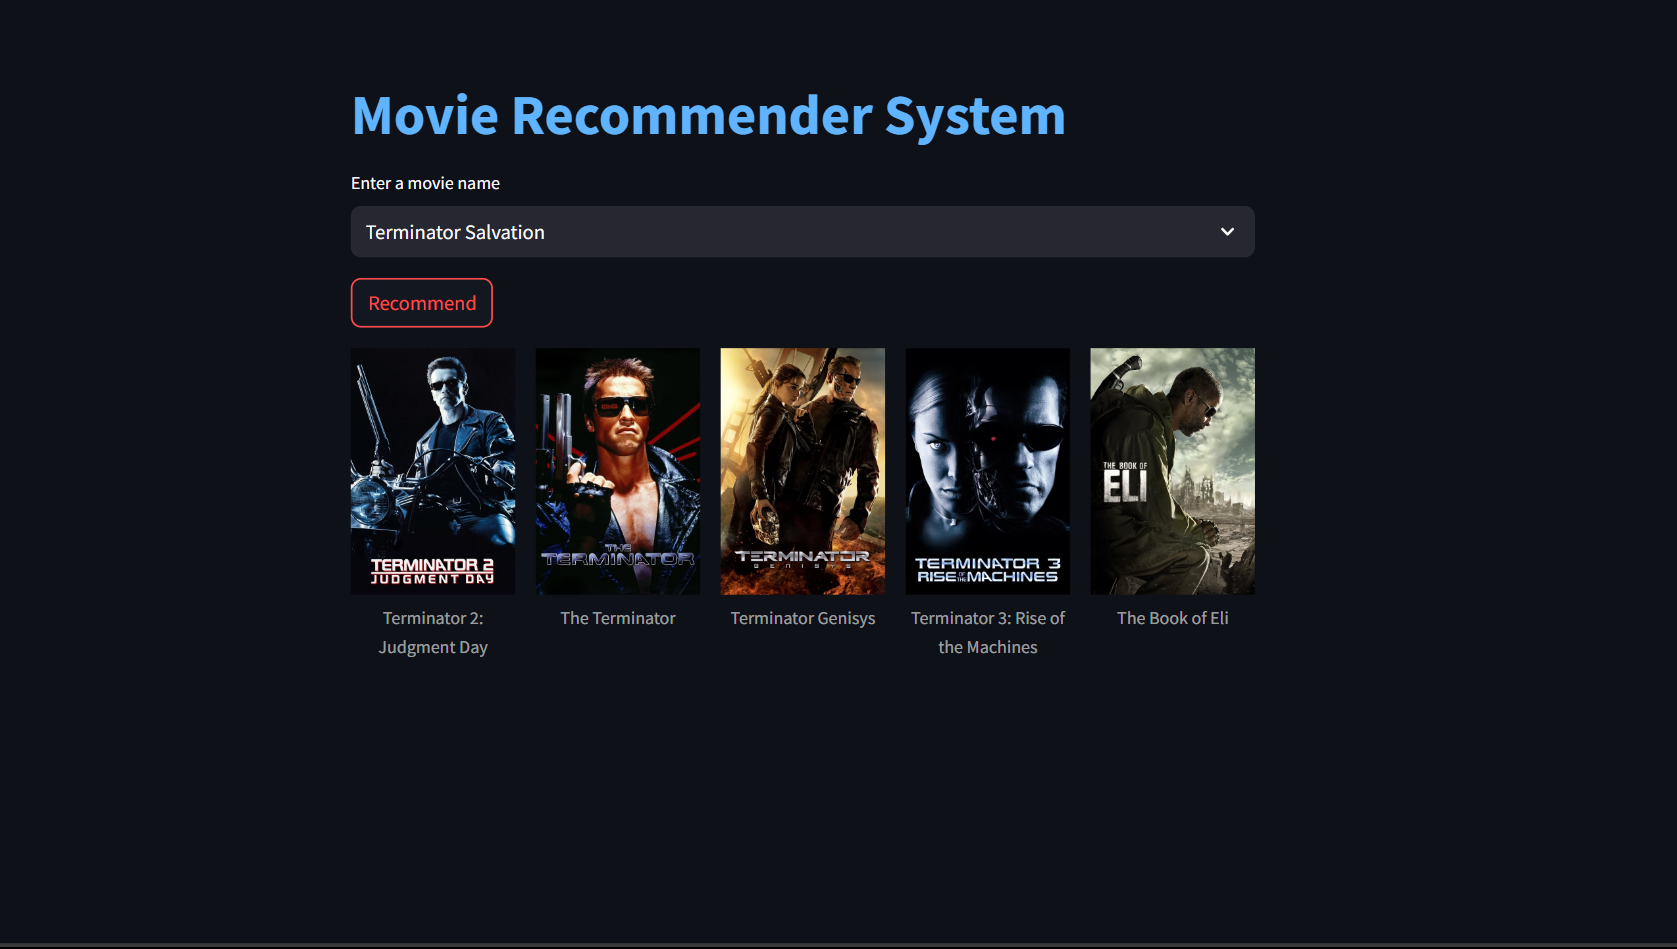 Movie Recommender System
Enter a movie name
Terminator Salvation
Recommend
TERMINATOR 2
JUDGMENT DAY
THE
TERMINATOR
TERMINATOR
GENISYS
TERMINATOR 3
RISE OF THE MACHINES
THE BOOK OF
ELI
Terminator 2:
Judgment Day
The Terminator
Terminator Genisys
Terminator 3: Rise of
the Machines
The Book of Eli